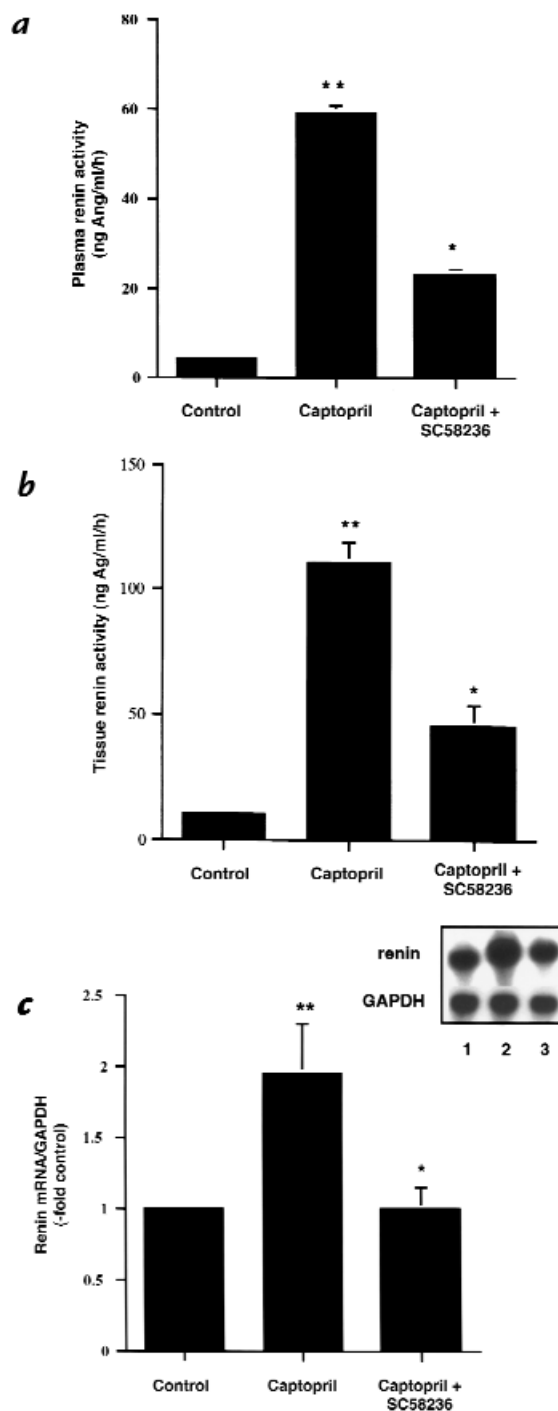 a
80
60
40
20
0
Plasma renin activity
(ng Ang/ml/h)
**
*
Control
Captopril
Captopril +
SC58236
b
150
100
50
0
Tissue renin activity (ng Ag/ml/h)
**
*
Control
Captopril
Captopril +
SC58236
renin
GAPDH
1 2 3
c
2.5
2
1.5
1
0.5
0
Renin mRNA/GAPDH
(-fold control)
**
*
Control
Captopril
Captopril +
SC58236